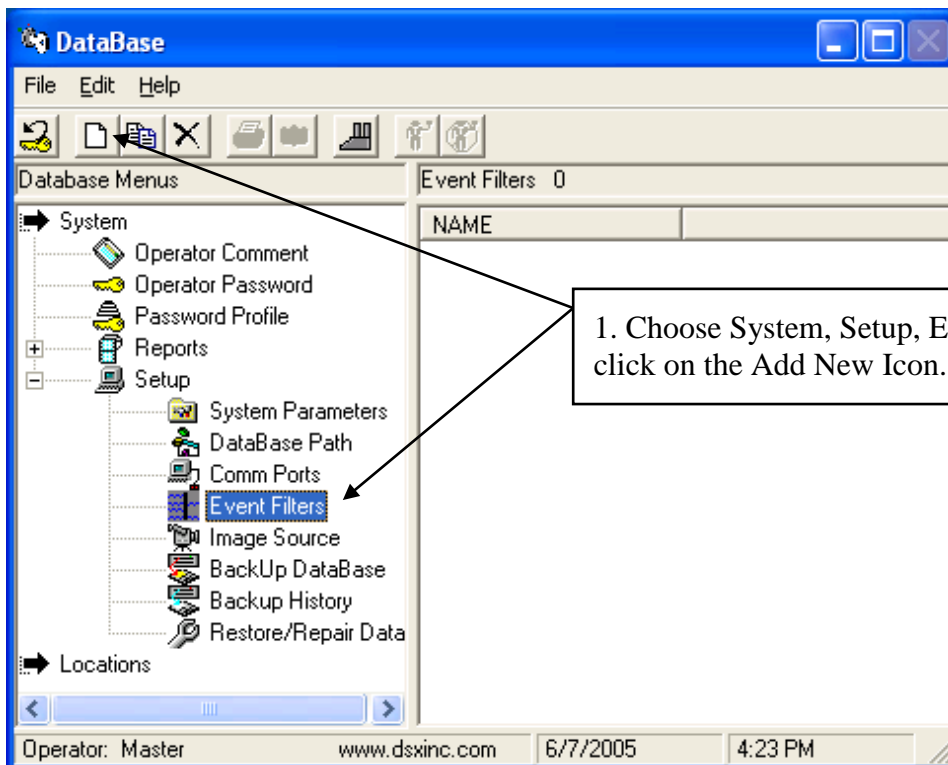 DataBase
File Edit Help
Database Menus
Event Filters 0
System
NAME
Operator Comment
Operator Password
Password Profile
Reports
Setup
System Parameters
DataBase Path
Comm Ports
Event Filters
Image Source
BackUp DataBase
Backup History
Restore/Repair Data
Locations
1. Choose System, Setup, E
click on the Add New Icon.
Operator: Master www.dsxinc.com 6/7/2005 4:23 PM